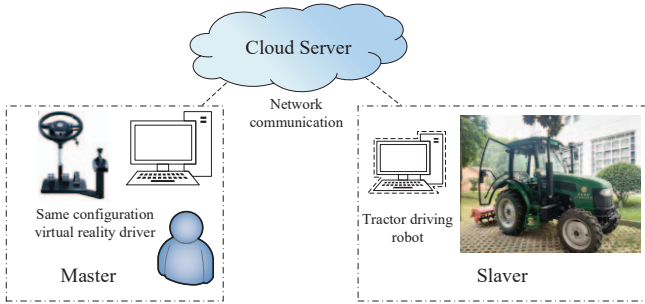 Cloud Server
Network
communication
Same configuration
virtual reality driver
Master
Tractor driving
robot
Slaver